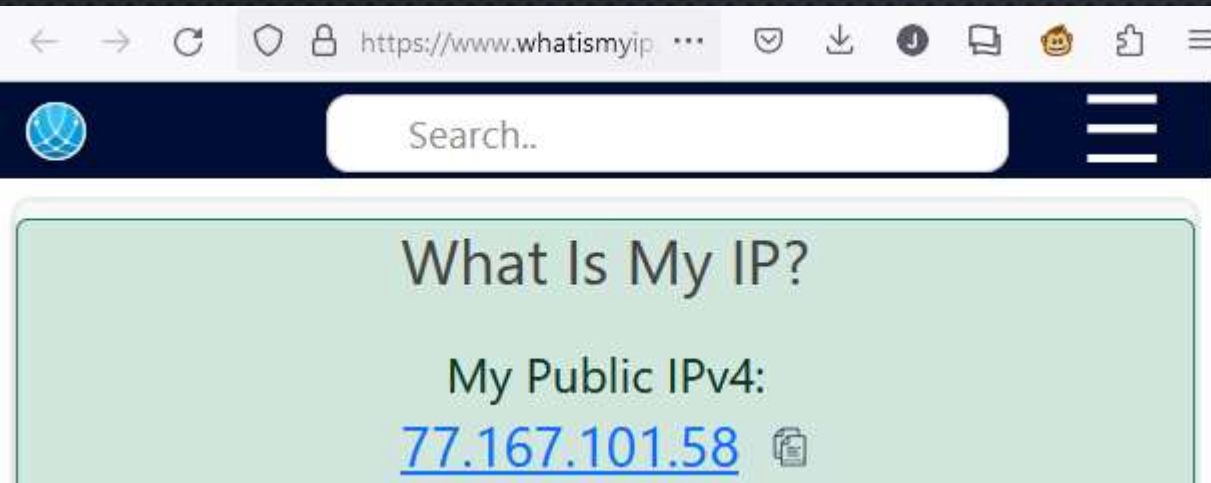 https://www.whatismyip
J
Search..
What Is My IP?
My Public IPv4:
77.167.101.58